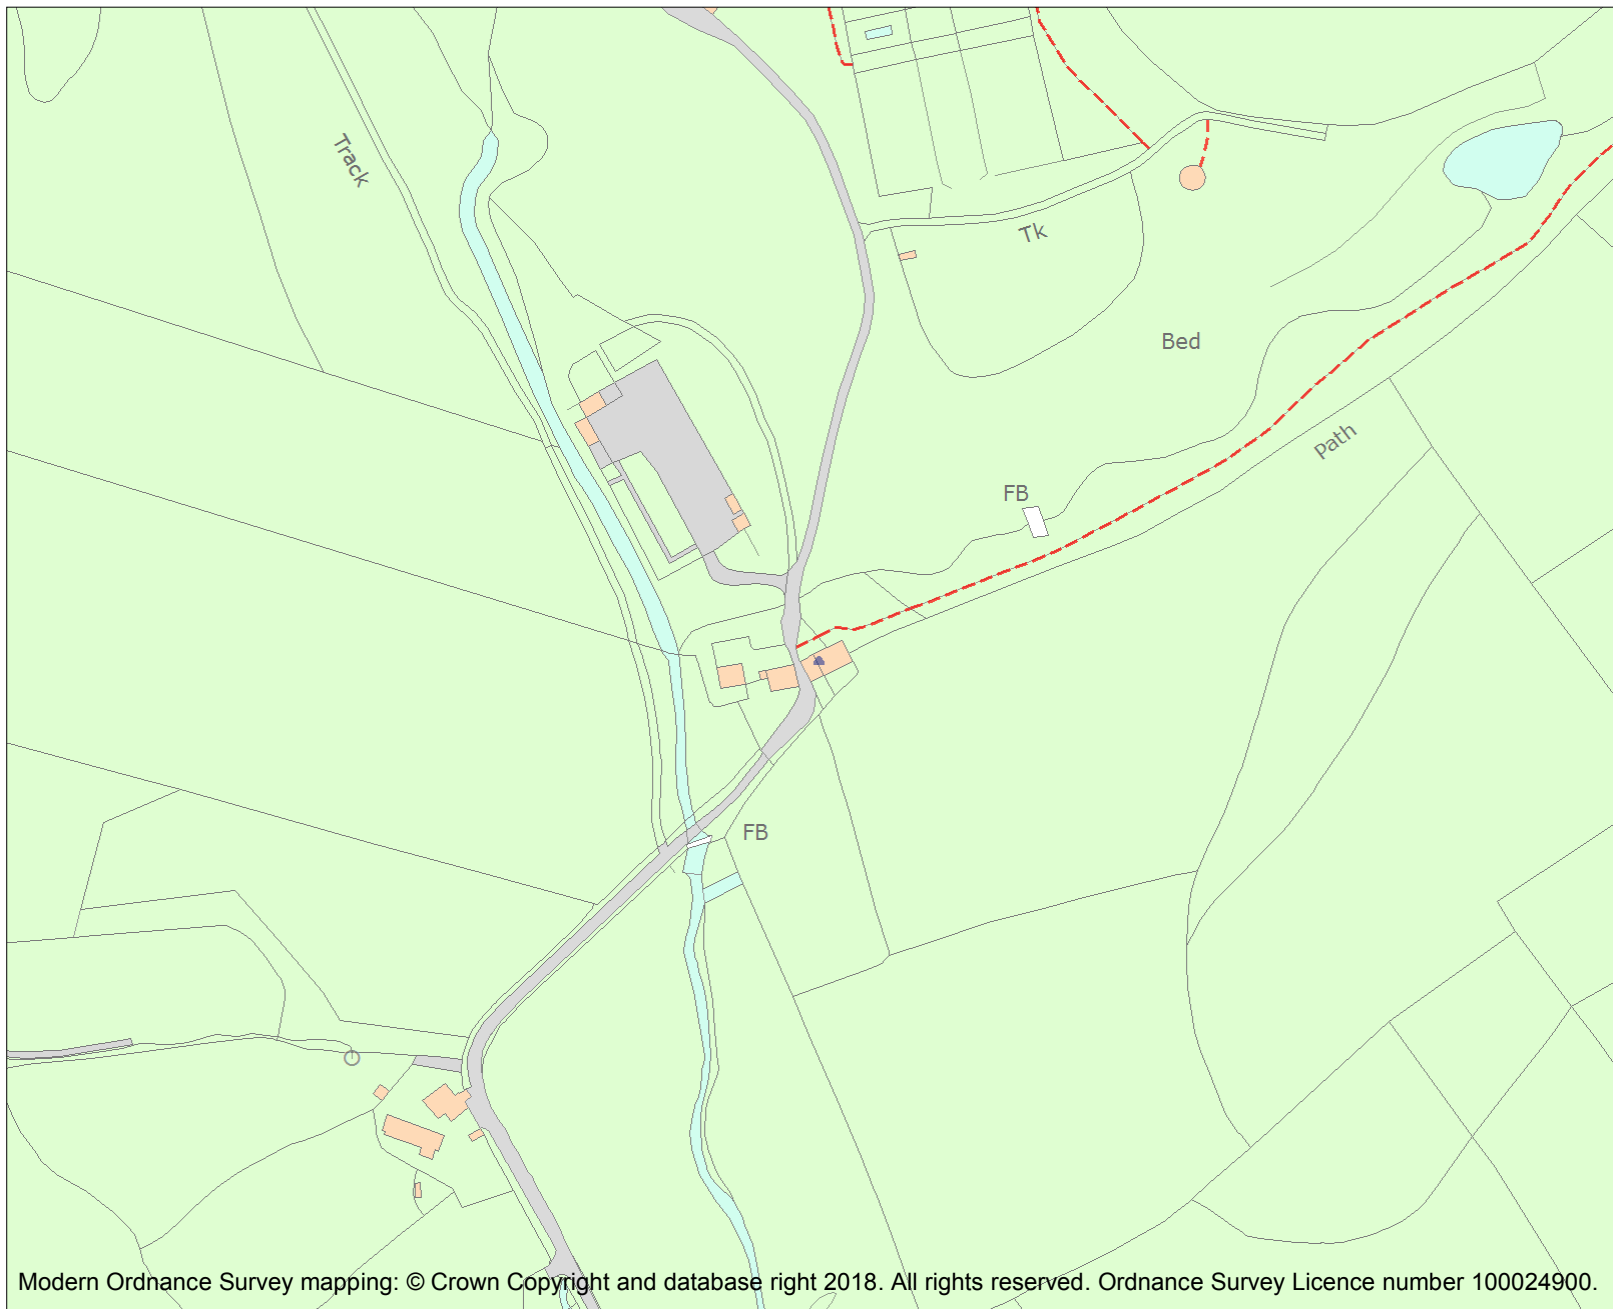 Track
Tk
Bed
Path
FB
FB
Modern Ordnance Survey mapping: © Crown Copyright and database right 2018. All rights reserved. Ordnance Survey Licence number 100024900.